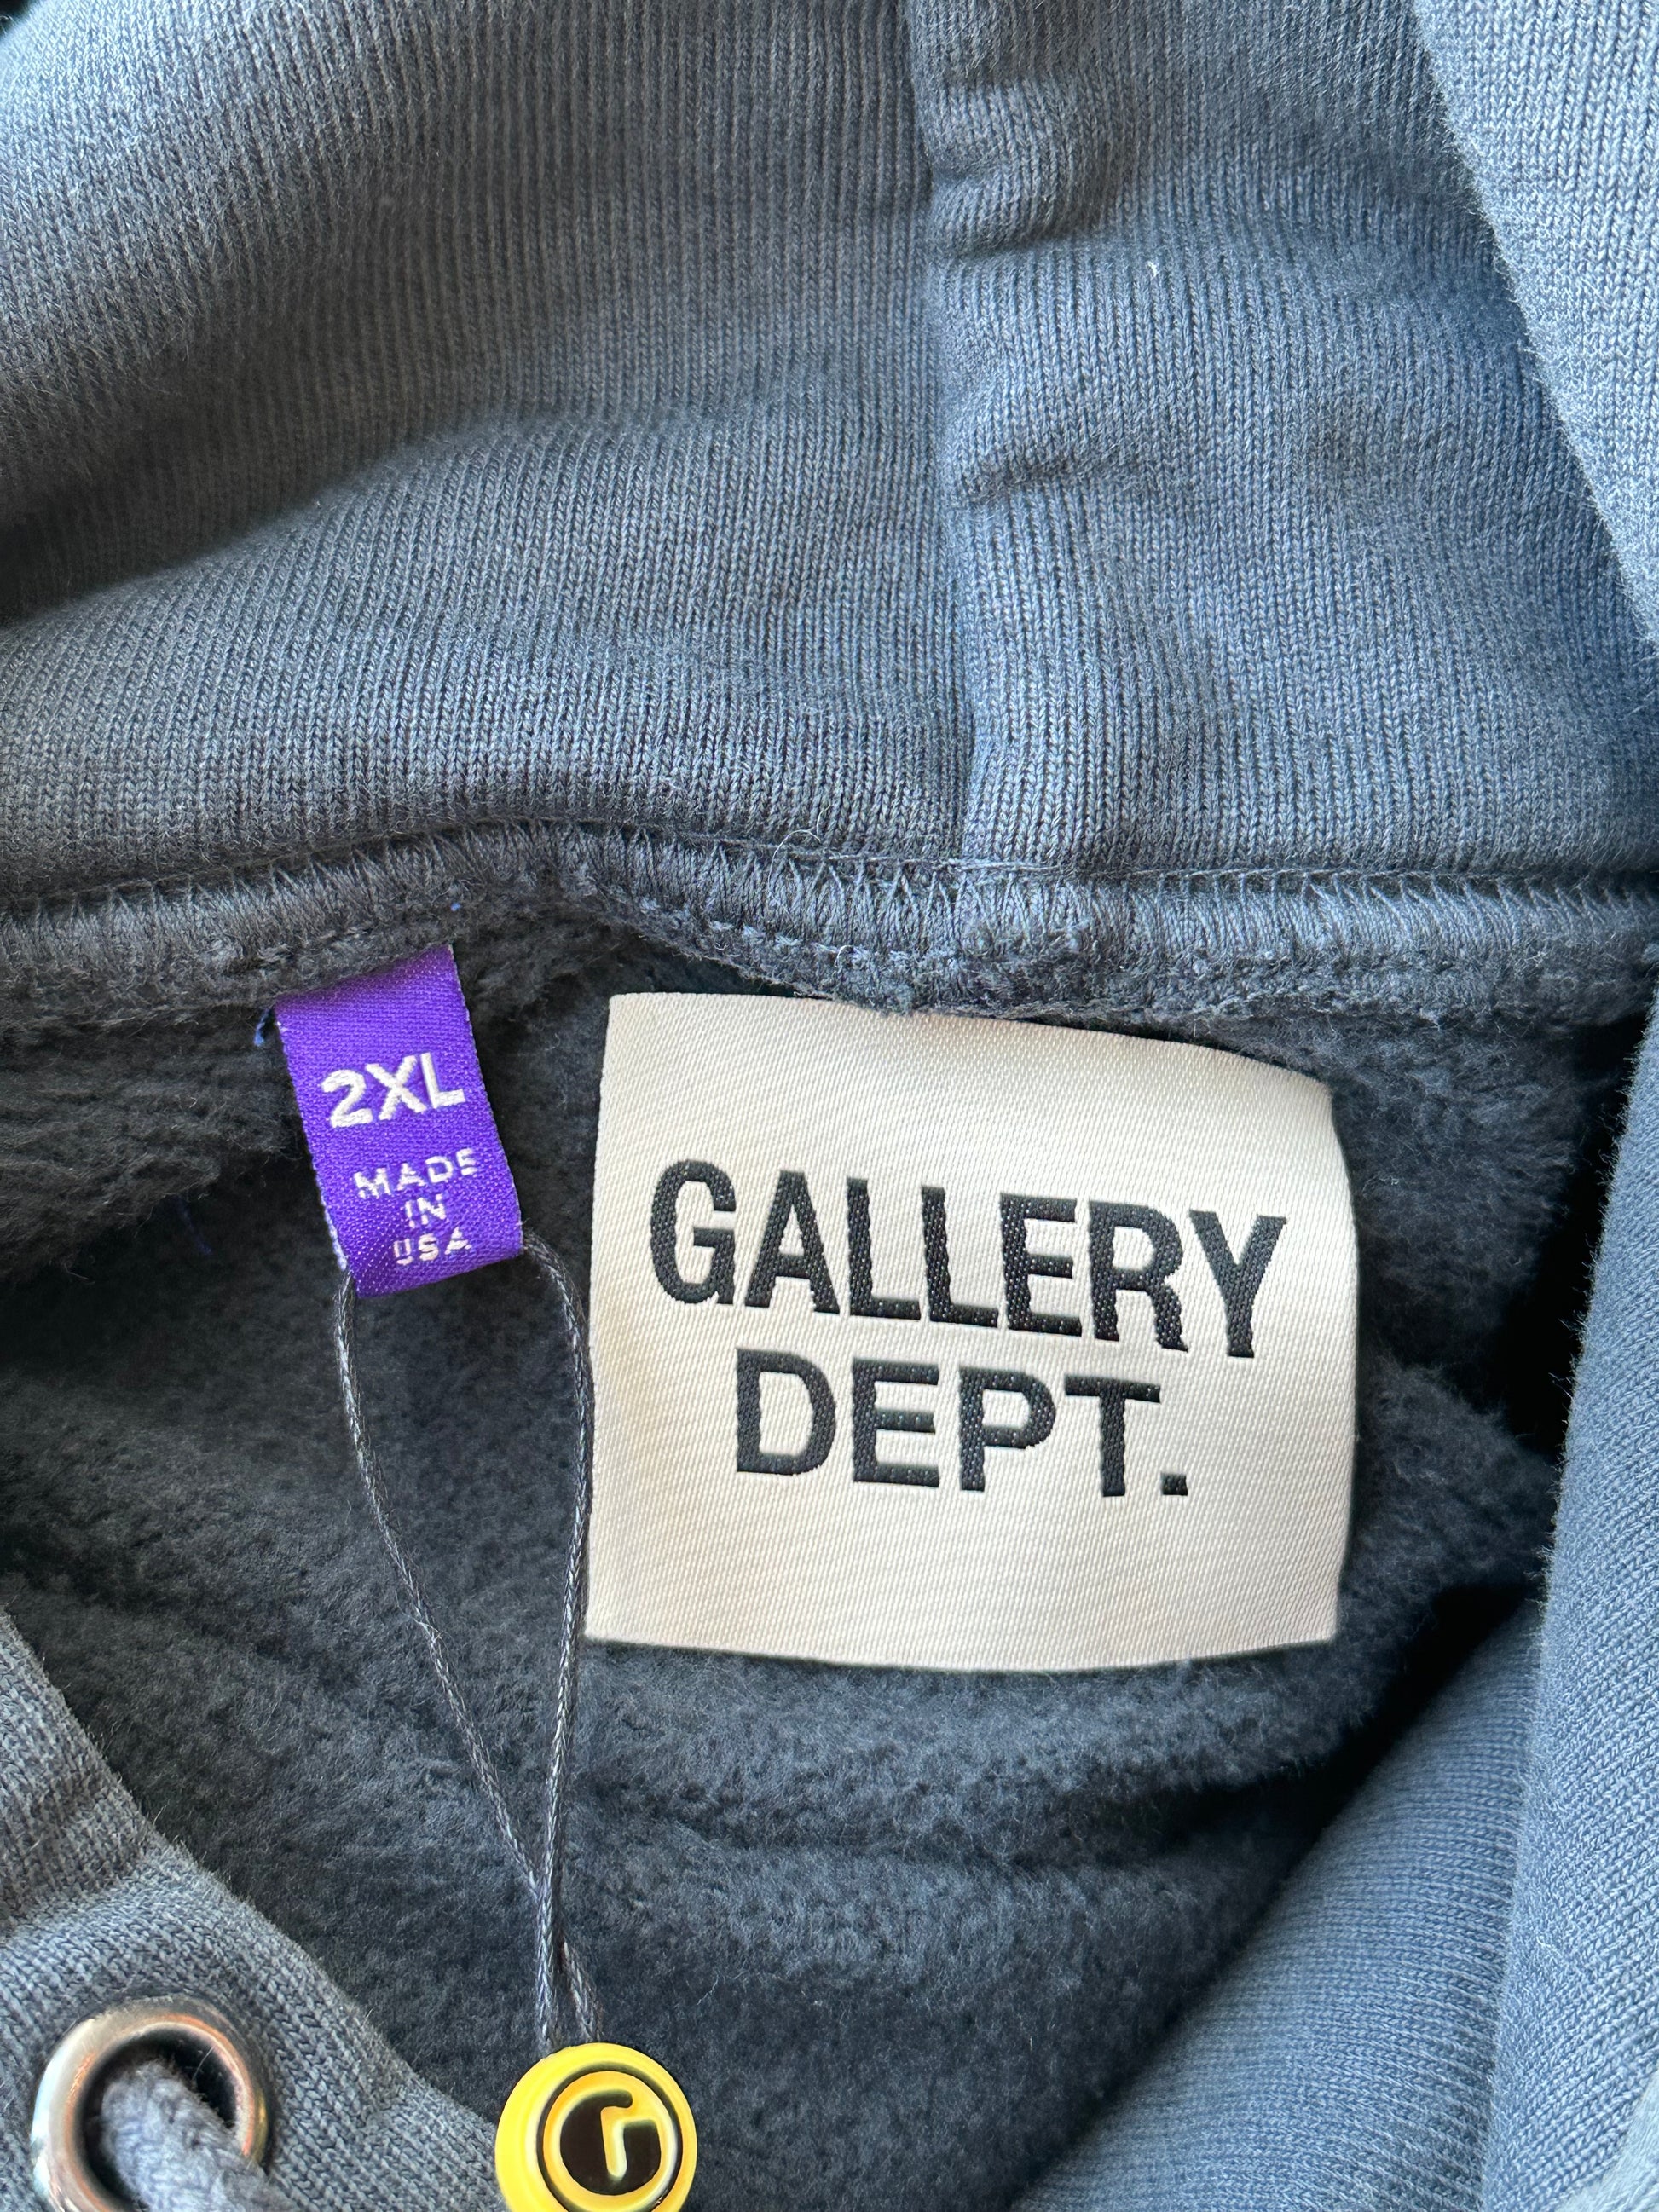 2XL
MADE
IN
USA
GALLERY
DEPT.